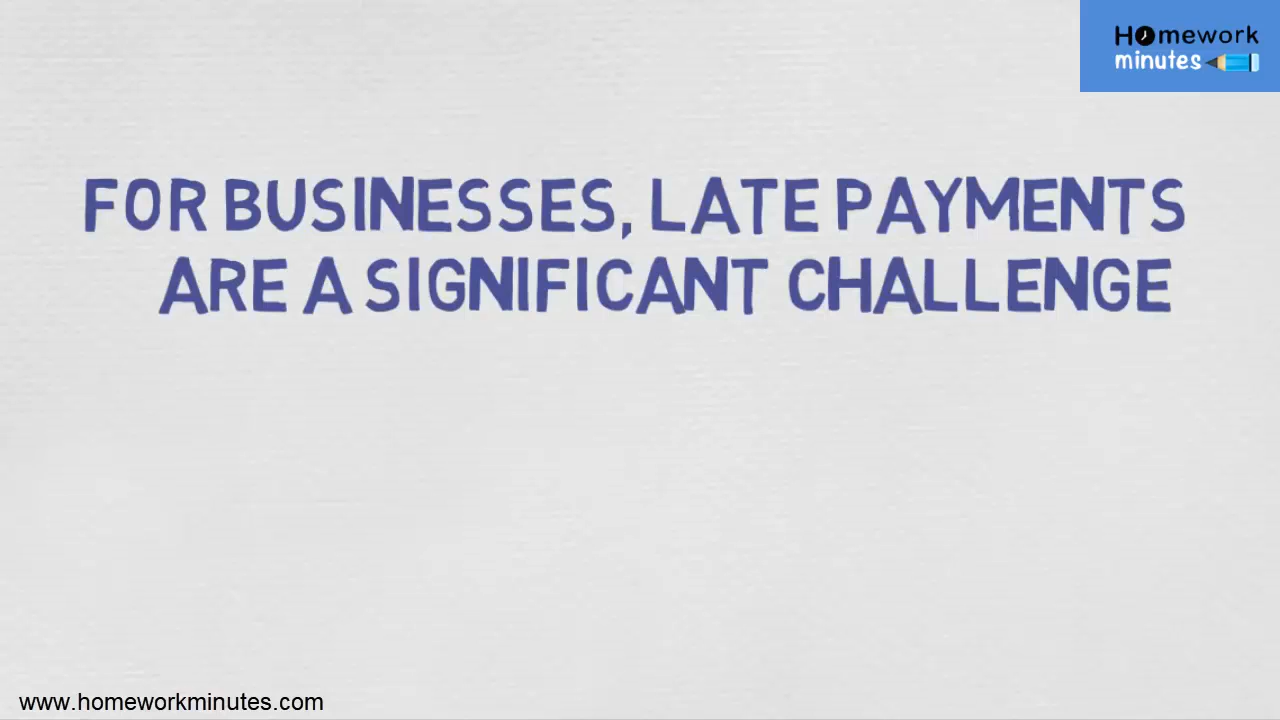 Homework
minutes
FOR BUSINESSES, LATE PAYMENTS
ARE A SIGNIFICANT CHALLENGE
www.homeworkminutes.com